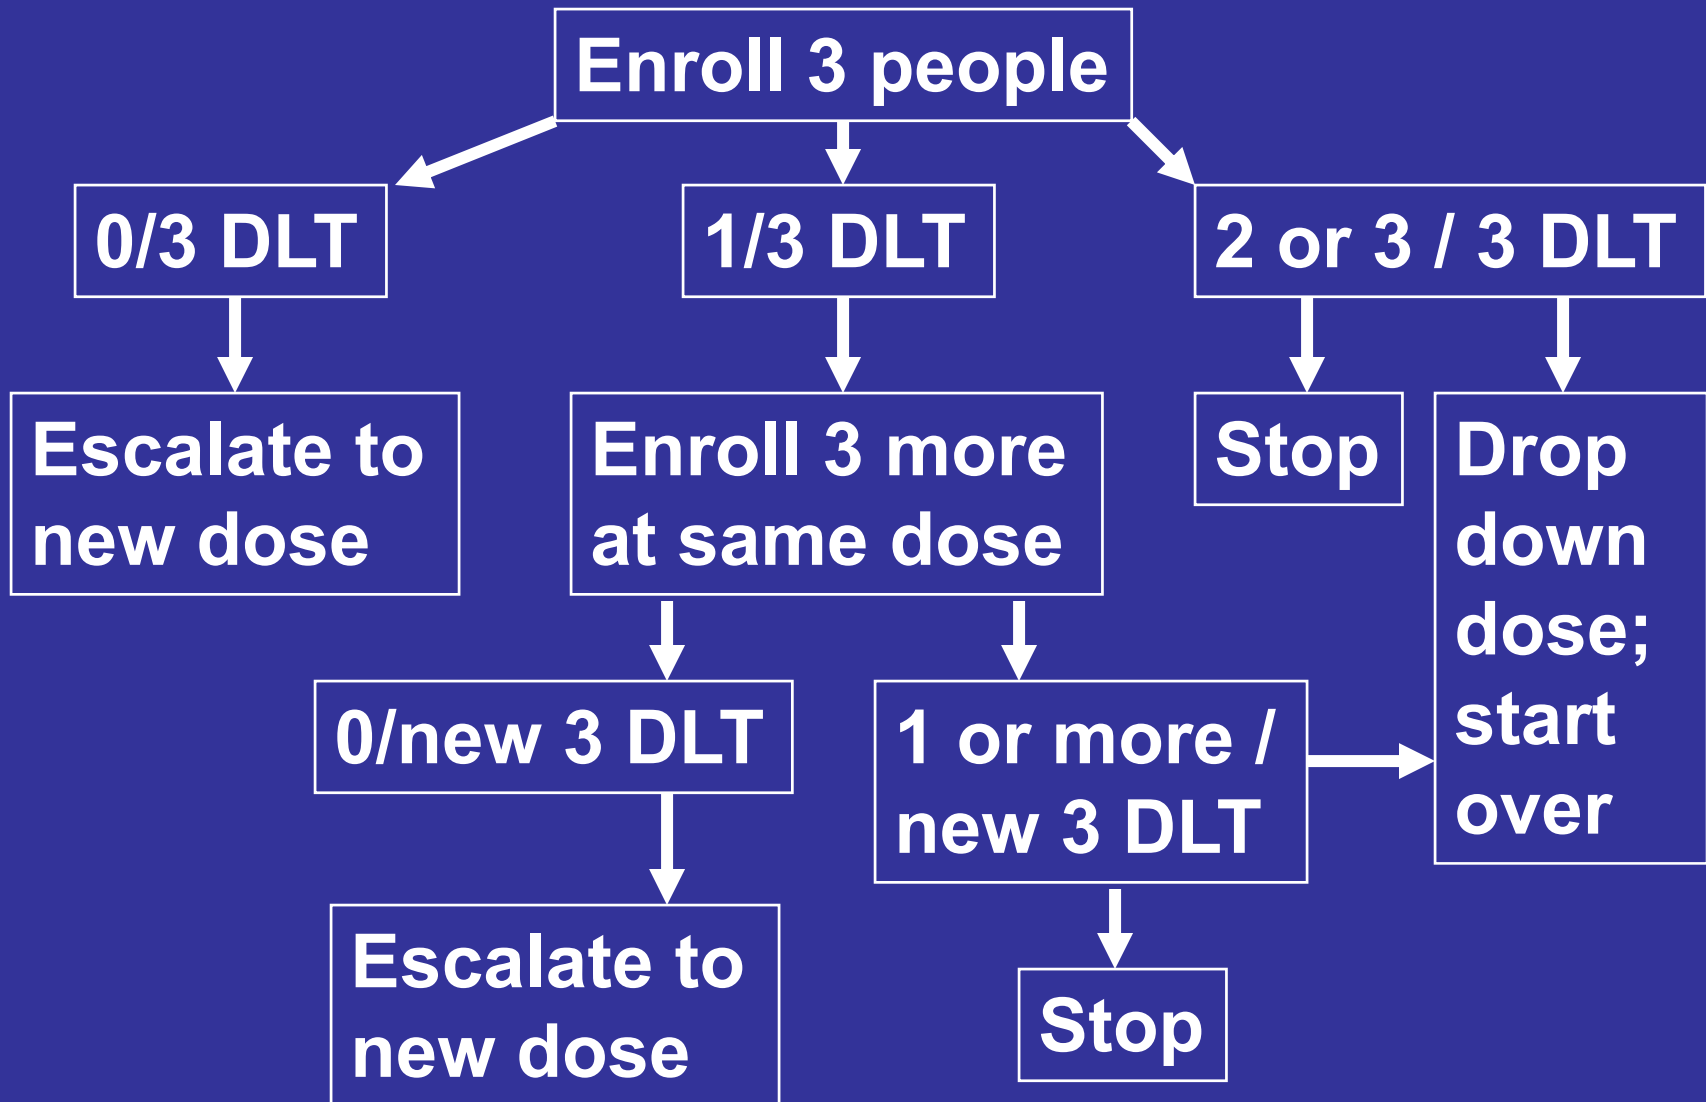 Enroll 3 people
0/3 DLT
1/3 DLT
2 or 3 / 3 DLT
Escalate to
new dose
Enroll 3 more
at same dose
Stop
Drop
down
dose;
start
over
0/new 3 DLT
1 or more /
new 3 DLT
Escalate to
new dose
Stop